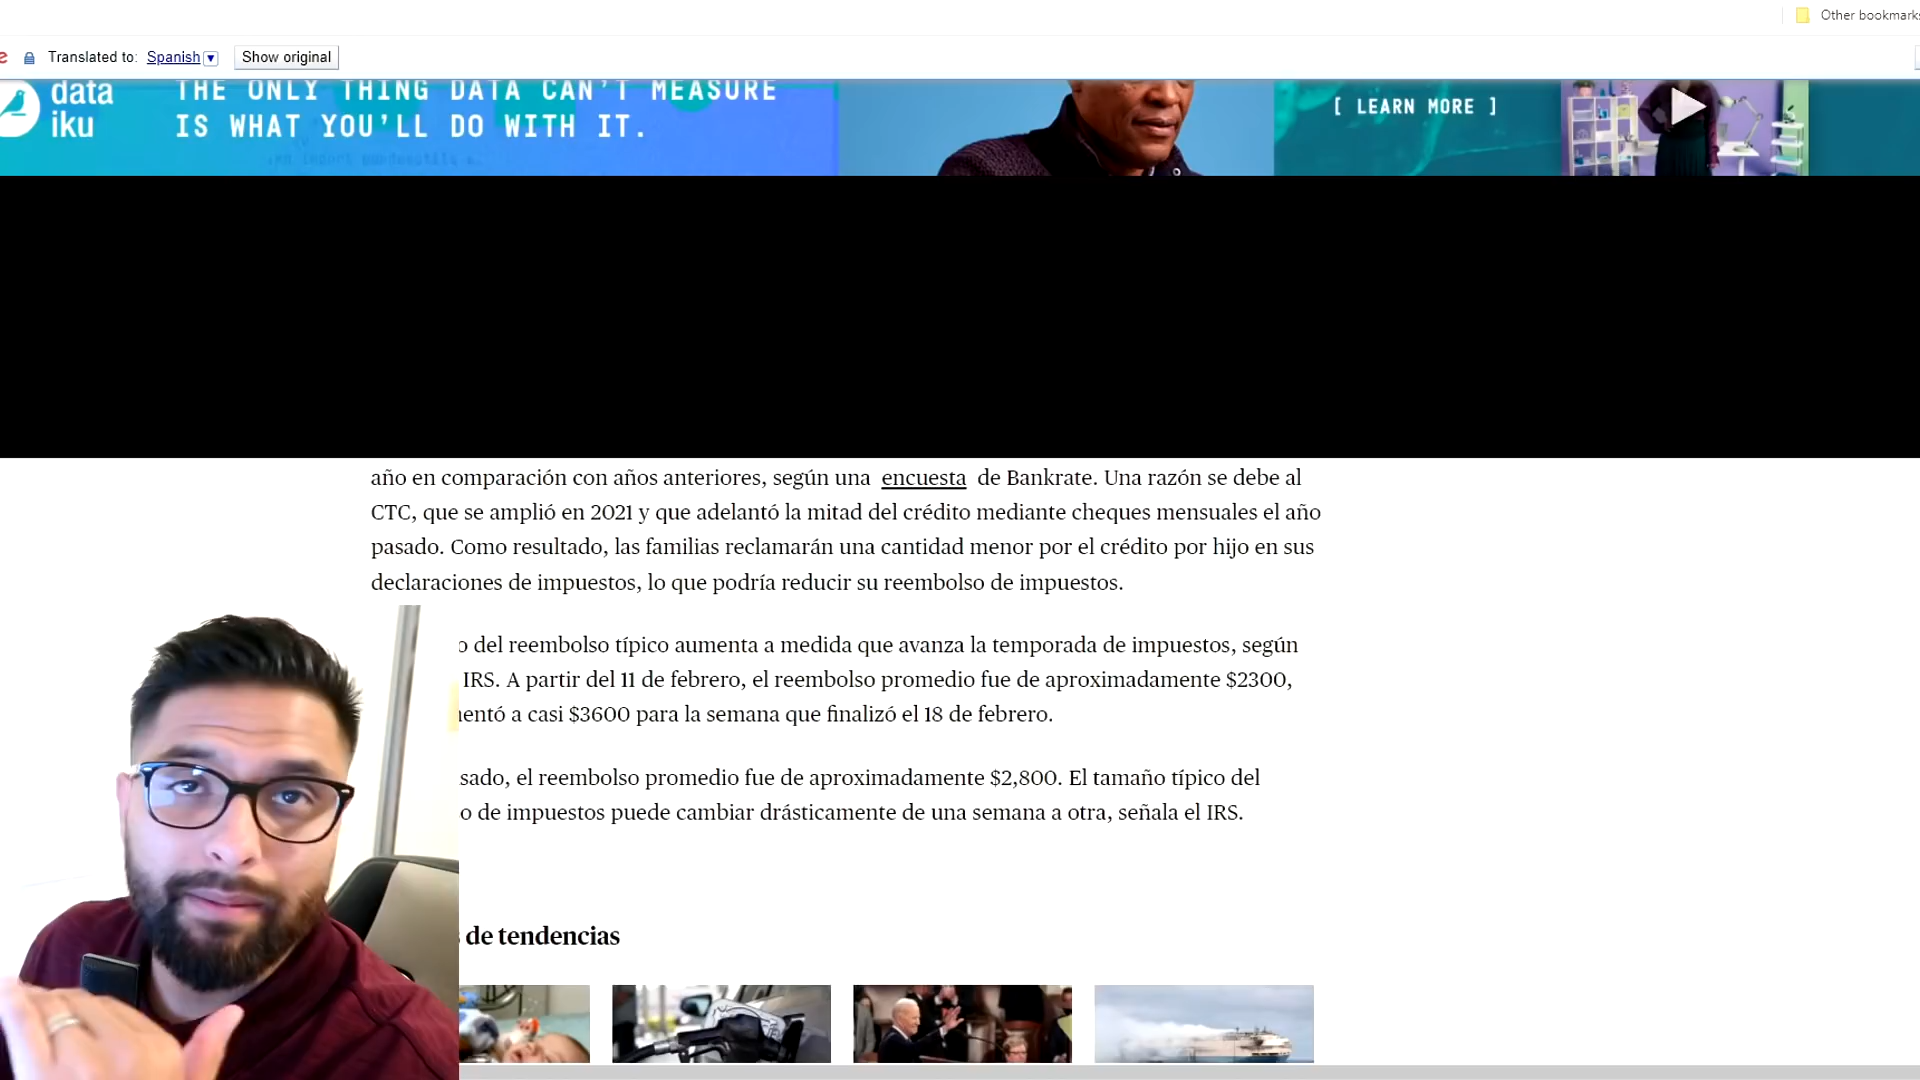 Other bookmarks
Translated to: Spanish Show original
data
iku
THE ONLY THING DATA CAN'T MEASURE
IS WHAT YOU'LL DO WITH IT.
[ LEARN MORE ]
año en comparación con años anteriores, según una encuesta de Bankrate. Una razón se debe al
CTC, que se amplió en 2021 y que adelantó la mitad del crédito mediante cheques mensuales el año
pasado. Como resultado, las familias reclamarán una cantidad menor por el crédito por hijo en sus
declaraciones de impuestos, lo que podría reducir su reembolso de impuestos.
o del reembolso típico aumenta a medida que avanza la temporada de impuestos, según
IRS. A partir del 11 de febrero, el reembolso promedio fue de aproximadamente $2300,
entó a casi $3600 para la semana que finalizó el 18 de febrero.
sado, el reembolso promedio fue de aproximadamente $2,800. El tamaño típico del
o de impuestos puede cambiar drásticamente de una semana a otra, señala el IRS.
de tendencias